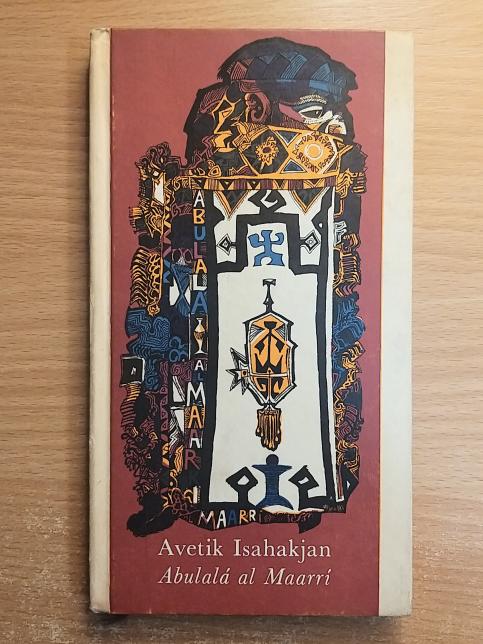 ABULALA AL MAARRI
MAARRI
Avetik Isahakjan
Abulalá al Maarrí